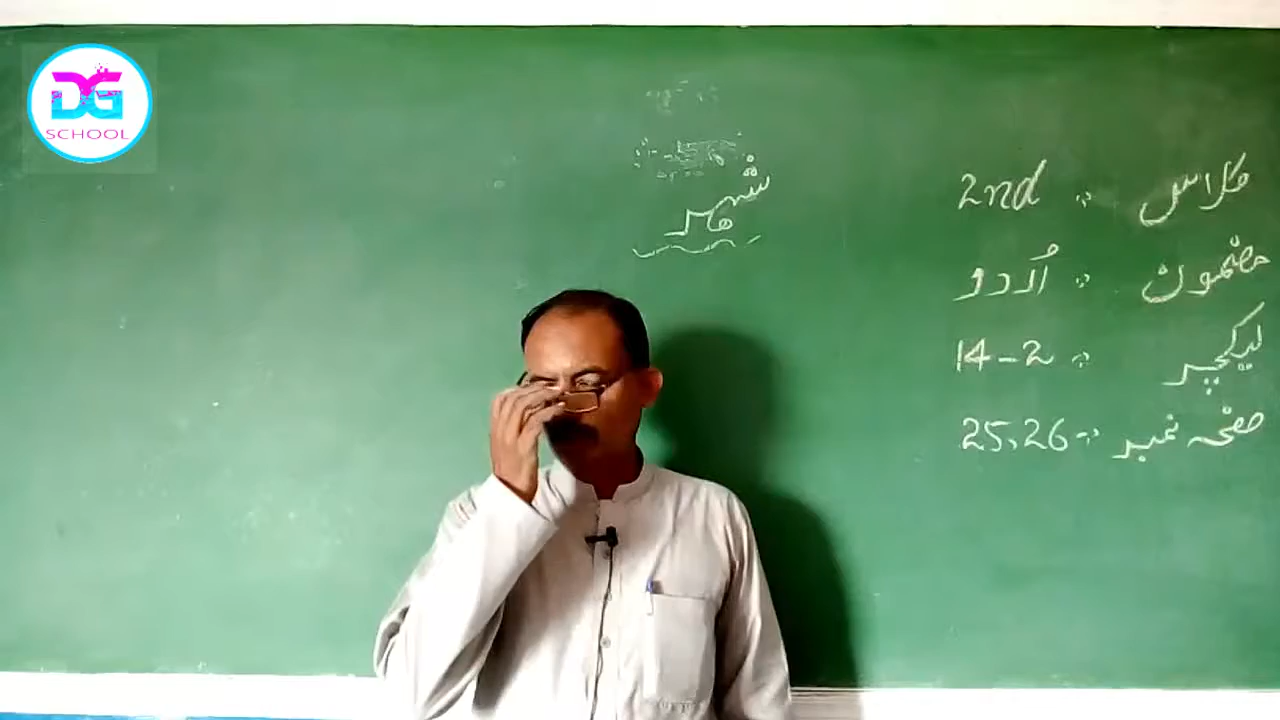 DG
SCHOOL
شہر
کلاس : 2nd
مضمون : اُردو
لیکچر : 14-2
صفحہ نمبر : 25،26